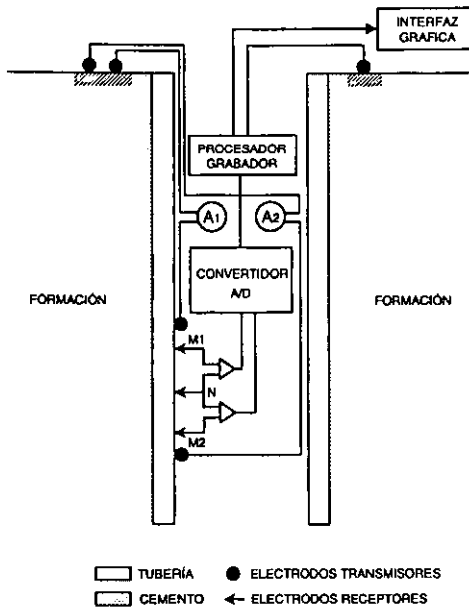 INTERFAZ
GRAFICA
PROCESADOR
GRABADOR
A1
A2
CONVERTIDOR
A/D
FORMACIÓN
FORMACIÓN
M1
N
M2
TUBERÍA
ELECTRODOS TRANSMISORES
CEMENTO
ELECTRODOS RECEPTORES